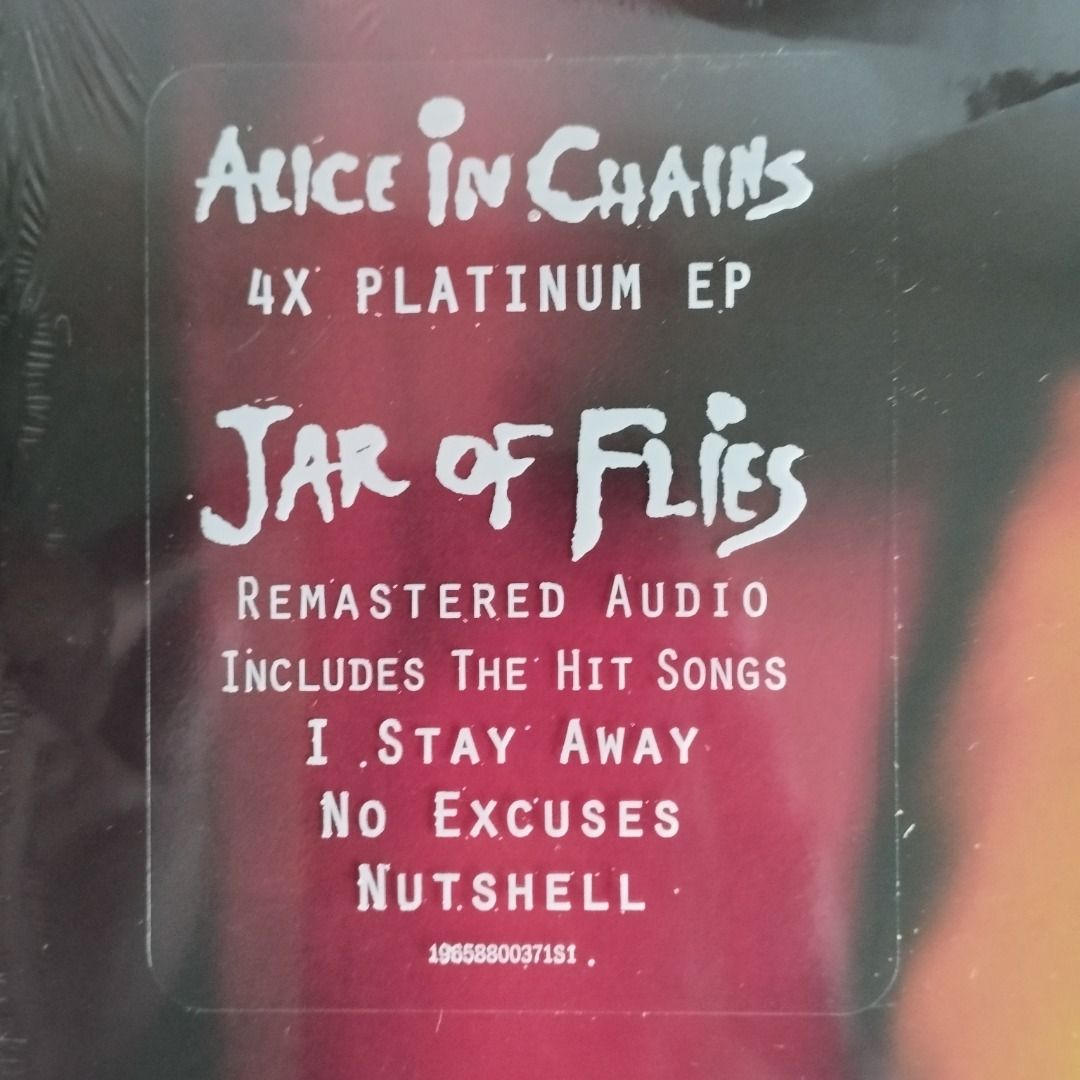 ALICE IN CHAINS
4X PLATINUM EP
JAR OF FLIES
REMASTERED AUDIO
INCLUDES THE HIT SONGS
I STAY AWAY
NO EXCUSES
NUTSHELL
19658800371S1